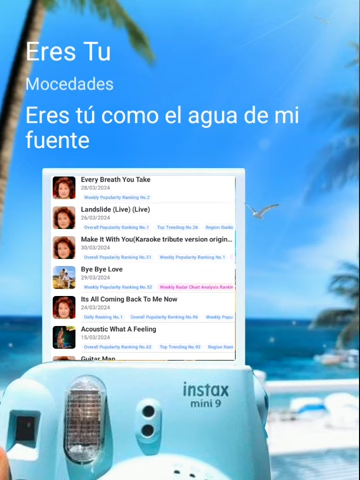 Eres Tu
Mocedades
Eres tú como el agua de mi
fuente
Every Breath You Take
28/03/2024
Weekly Popularity Ranking No.2
Landslide (Live) (Live)
26/03/2024
Overall Popularity Ranking No.1 Top Trending No.26 Region Rankin
Make It With You(Karaoke tribute version origin...
30/03/2024
Overall Popularity Ranking No.51 Weekly Popularity Ranking No.1
Bye Bye Love
29/03/2024
Weekly Popularity Ranking No.52 Weekly Radar Chart Analysis Rankin
Its All Coming Back To Me Now
24/03/2024
Daily Ranking No.1 Overall Popularity Ranking No.86 Weekly Popul
Acoustic What A Feeling
15/03/2024
Overall Popularity Ranking No.62 Top Trending No.92 Region Ranki
Guitar Man
instax
mini 9